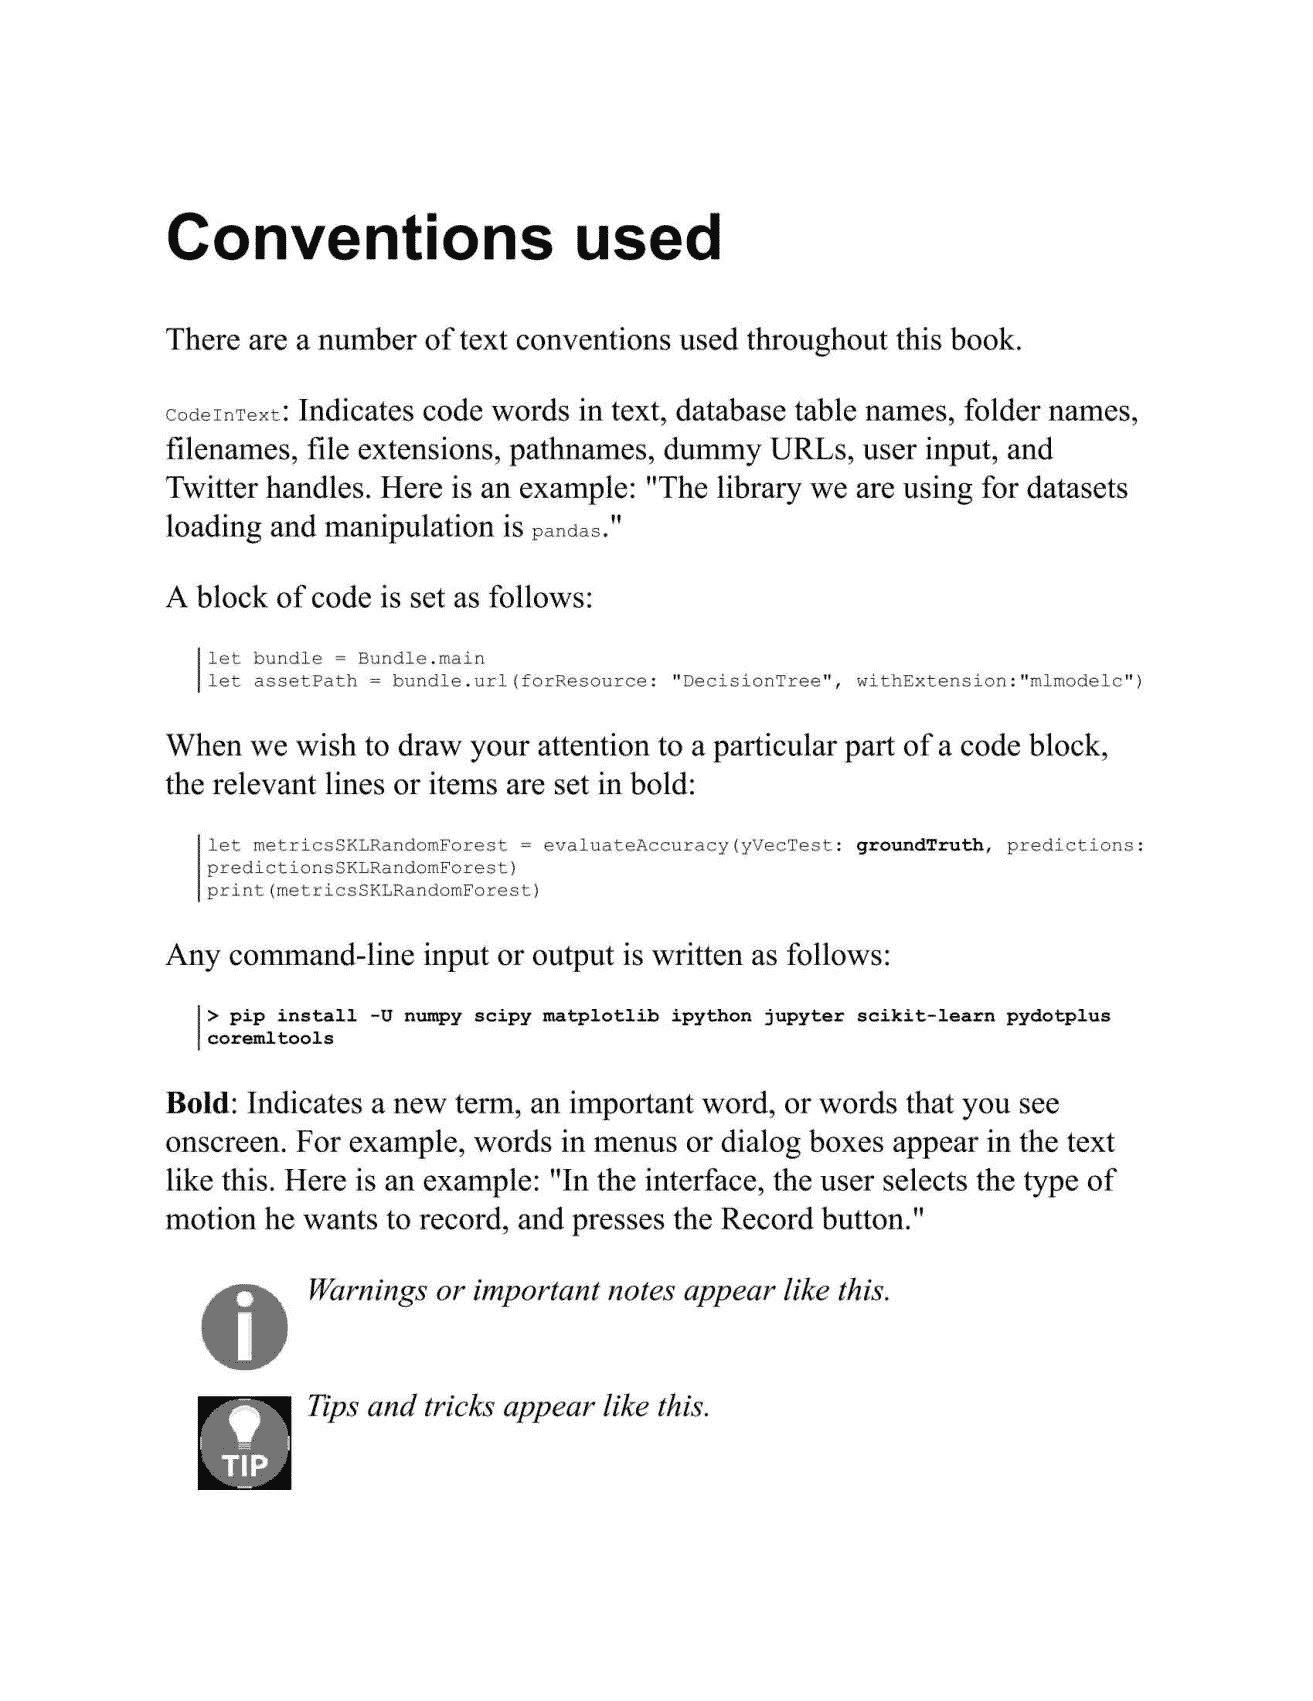 Conventions used
There are a number of text conventions used throughout this book.
CodeInText: Indicates code words in text, database table names, folder names,
filenames, file extensions, pathnames, dummy URLs, user input, and
Twitter handles. Here is an example: "The library we are using for datasets
loading and manipulation is pandas."
A block of code is set as follows:
let bundle = Bundle.main
let assetPath = bundle.url(forResource: "DecisionTree", withExtension:"mlmodelc")
When we wish to draw your attention to a particular part of a code block,
the relevant lines or items are set in bold:
let metricsSKLRandomForest = evaluateAccuracy(yVecTest: groundTruth, predictions:
predictionsSKLRandomForest)
print(metricsSKLRandomForest)
Any command-line input or output is written as follows:
> pip install -U numpy scipy matplotlib ipython jupyter scikit-learn pydotplus
coremltools
Bold: Indicates a new term, an important word, or words that you see
onscreen. For example, words in menus or dialog boxes appear in the text
like this. Here is an example: "In the interface, the user selects the type of
motion he wants to record, and presses the Record button."
Warnings or important notes appear like this.
Tips and tricks appear like this.
TIP